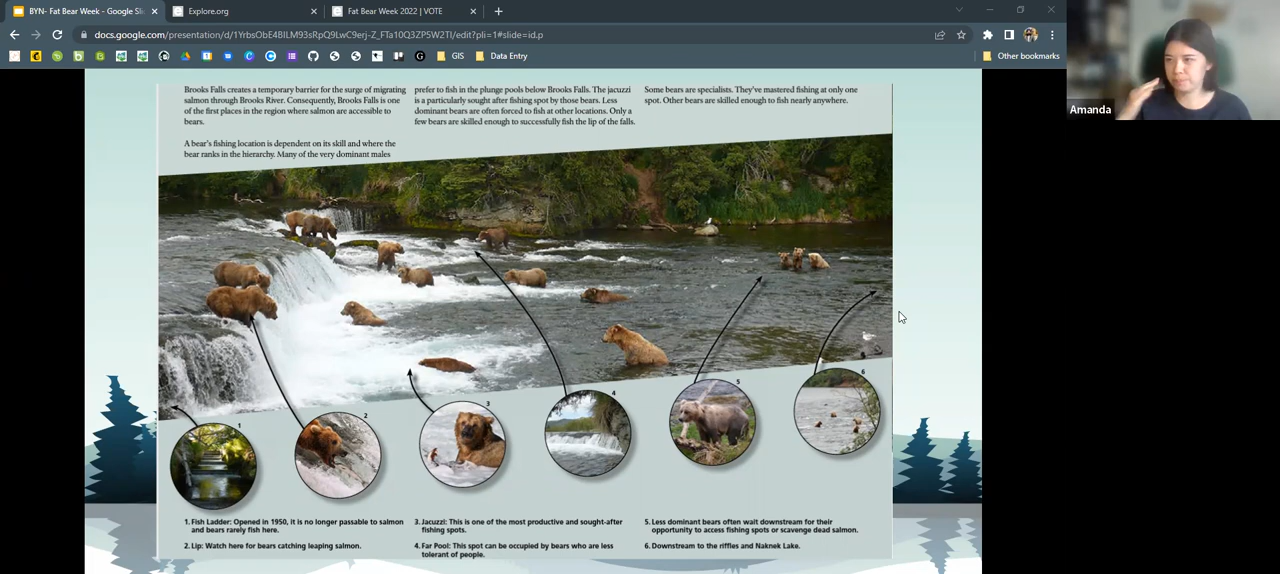 BYN- Fat Bear Week - Google Sli
Explore.org
Fat Bear Week 2022 | VOTE
docs.google.com/presentation/d/1YrbsObE4BILM93sRpQ9LwC9erj-Z_FTa10Q3ZP5W2TI/edit?pli=1#slide=id.p
GIS
Data Entry
Other bookmarks
Amanda
Brooks Falls creates a temporary barrier for the surge of migrating
salmon through Brooks River. Consequently, Brooks Falls is one
of the first places in the region where salmon are accessible to
bears.
A bear's fishing location is dependent on its skill and where the
bear ranks in the hierarchy. Many of the very dominant males
prefer to fish in the plunge pools below Brooks Falls. The jacuzzi
is a particularly sought after fishing spot by those bears. Less
dominant bears are often forced to fish at other locations. Only a
few bears are skilled enough to successfully fish the lip of the falls.
Some bears are specialists. They've mastered fishing at only one
spot. Other bears are skilled enough to fish nearly anywhere.
1
2
3
4
5
6
1. Fish Ladder: Opened in 1950, it is no longer passable to salmon
and bears rarely fish here.
2. Lip: Watch here for bears catching leaping salmon.
3. Jacuzzi: This is one of the most productive and sought-after
fishing spots.
4. Far Pool: This spot can be occupied by bears who are less
tolerant of people.
5. Less dominant bears often wait downstream for their
opportunity to access fishing spots or scavenge dead salmon.
6. Downstream to the riffles and Naknek Lake.